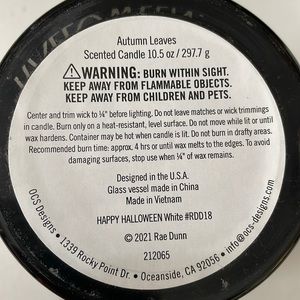 Autumn Leaves
Scented Candle 10.5 oz / 297.7 g
WARNING: BURN WITHIN SIGHT.
KEEP AWAY FROM FLAMMABLE OBJECTS.
KEEP AWAY FROM CHILDREN AND PETS.
Center and trim wick to ¼" before lighting. Do not leave matches or wick trimmings
in candle. Burn only on a heat-resistant, level surface. Do not move while lit or until
wax hardens. Container may be hot when candle is lit. Do not burn in drafty areas.
Recommended burn time: approx. 4 hrs or until wax melts to the edges. To avoid
damaging surfaces, stop use when ¼" of wax remains.
Designed in the U.S.A.
Glass vessel made in China
Made in Vietnam
HAPPY HALLOWEEN White #RDD18
© 2021 Rae Dunn
212065
OCS Designs • 1339 Rocky Point Dr. • Oceanside, CA 92056 • info@ocs-designs.com